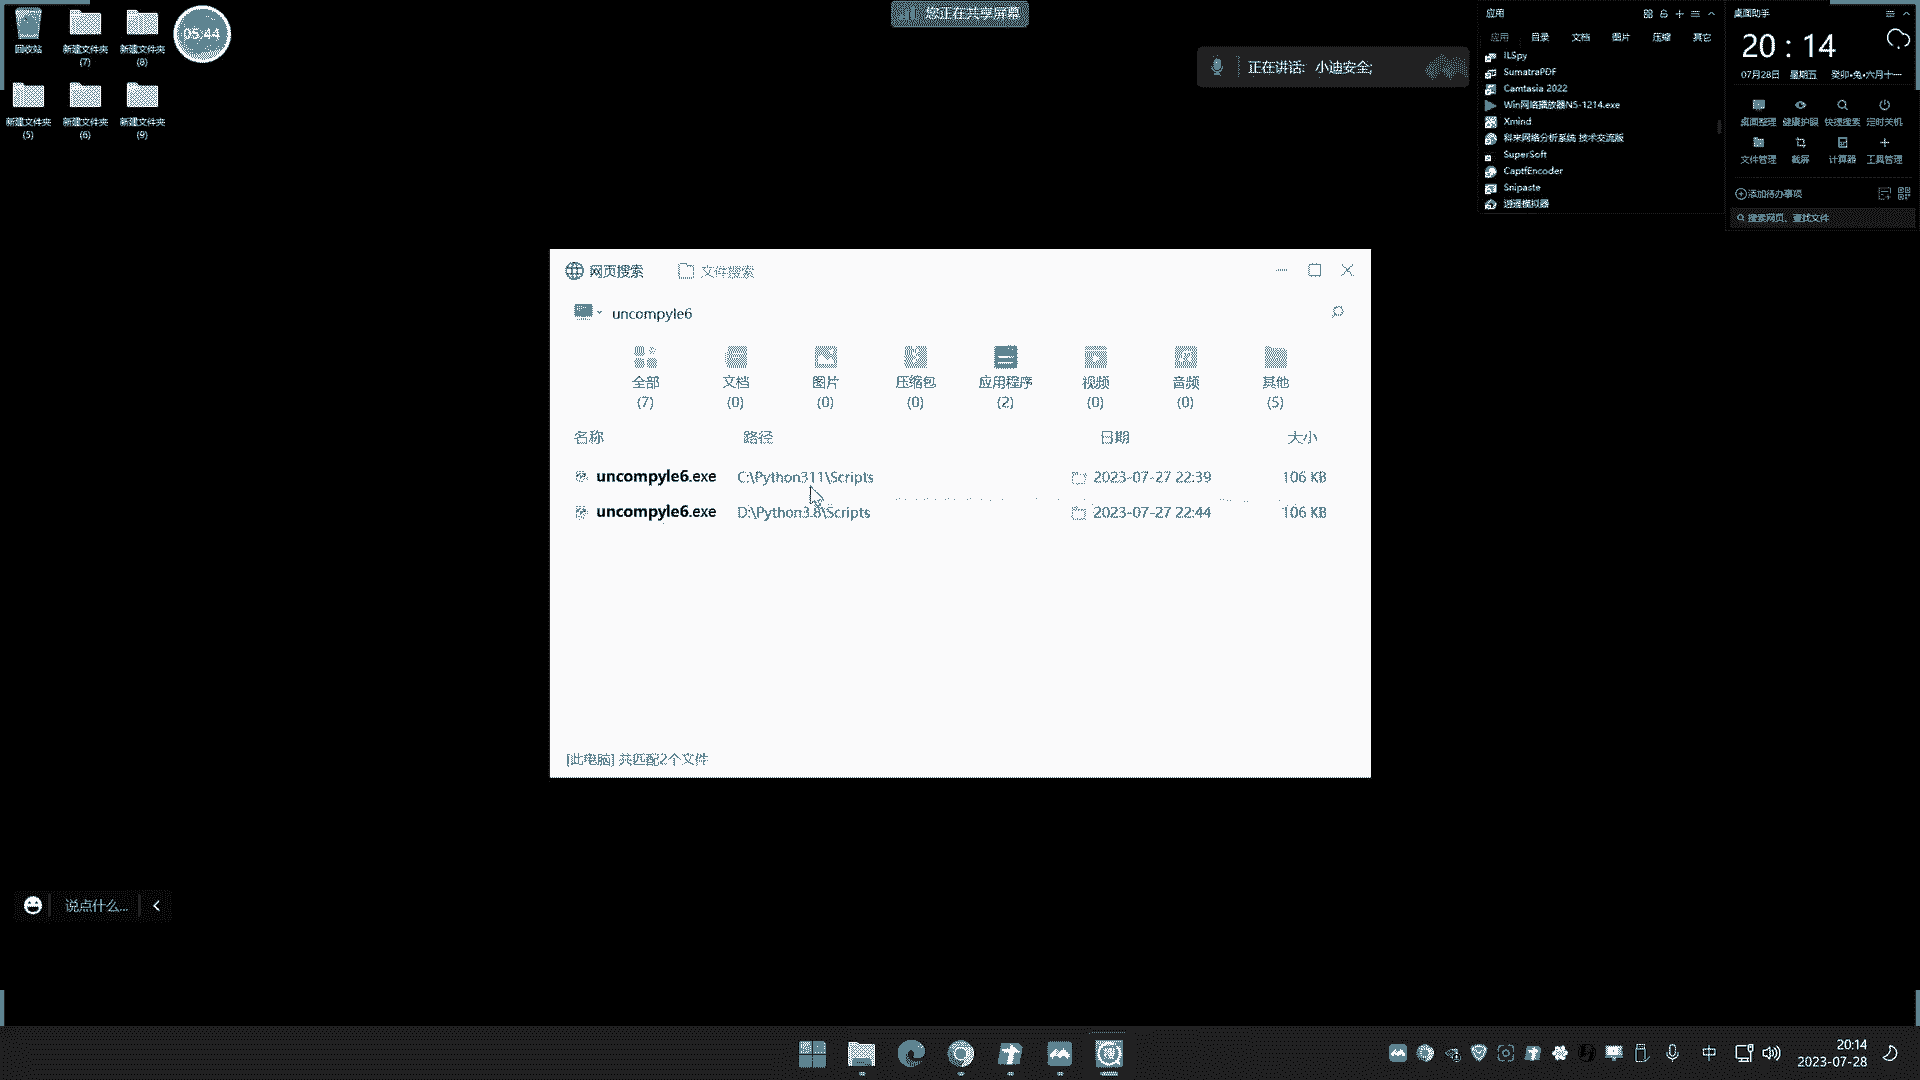 回收站
新建文件夹
(7)
新建文件夹
(8)
05:44
新建文件夹
(5)
新建文件夹
(6)
新建文件夹
(9)
您正在共享屏幕
正在讲话: 小迪安全;
应用
应用 目录 文档 图片 压缩 其它
ILSpy
SumatraPDF
Camtasia 2022
Win网络播放器NS-1214.exe
Xmind
科来网络分析系统 技术交流版
SuperSoft
CaptfEncoder
Snipaste
逍遥模拟器
桌面助手
20 : 14
07月28日 星期五 癸卯•兔•六月十一
桌面整理 健康护眼 快速搜索 定时关机
文件管理 截屏 计算器 工具管理
添加待办事项
搜索网页、查找文件
网页搜索 文件搜索
uncompyle6
全部 文档 图片 压缩包 应用程序 视频 音频 其他
(7) (0) (0) (0) (2) (0) (0) (5)
名称 路径 日期 大小
uncompyle6.exe C:\Python311\Scripts 2023-07-27 22:39 106 KB
uncompyle6.exe D:\Python3.8\Scripts 2023-07-27 22:44 106 KB
[此电脑] 共匹配2个文件
说点什么...
中
20:14
2023-07-28